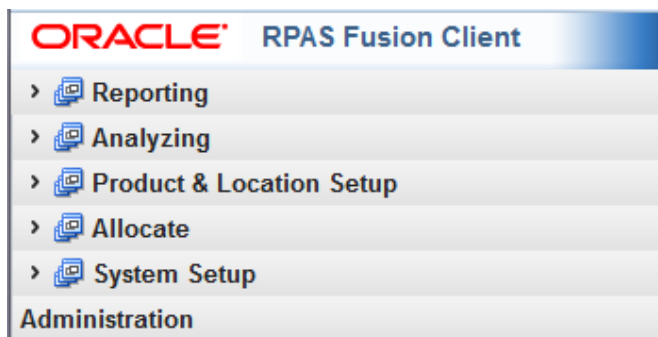 ORACLE® RPAS Fusion Client
Reporting
Analyzing
Product & Location Setup
Allocate
System Setup
Administration